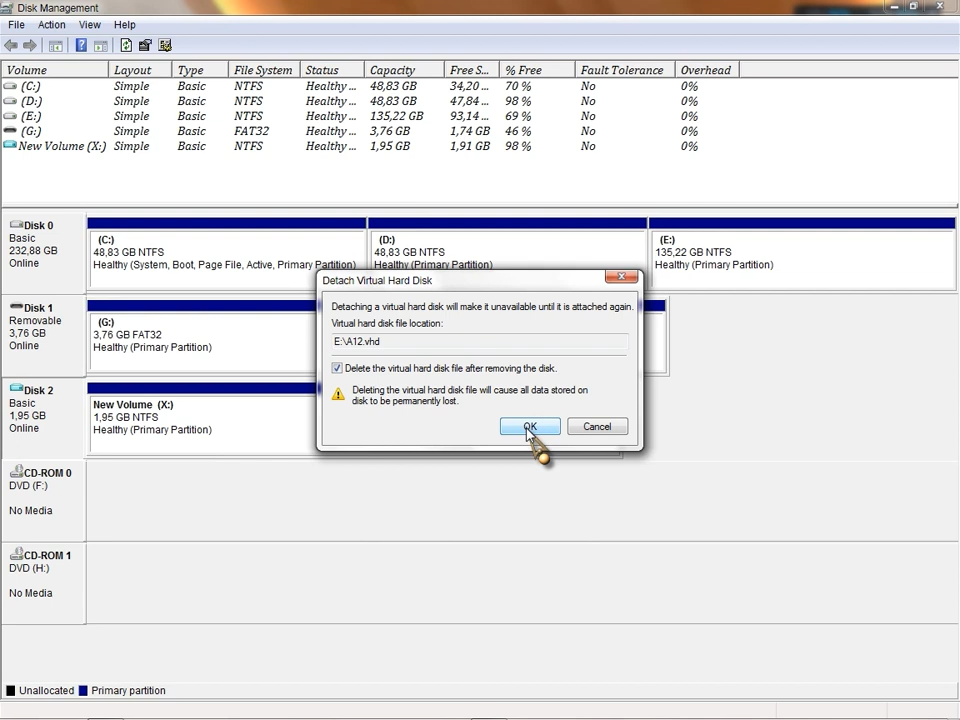 Disk Management
File Action View Help
Volume Layout Type File System Status Capacity Free S... % Free Fault Tolerance Overhead
(C:) Simple Basic NTFS Healthy ... 48,83 GB 34,20 ... 70 % No 0%
(D:) Simple Basic NTFS Healthy ... 48,83 GB 47,84 ... 98 % No 0%
(E:) Simple Basic NTFS Healthy ... 135,22 GB 93,14 ... 69 % No 0%
(G:) Simple Basic FAT32 Healthy ... 3,76 GB 1,74 GB 46 % No 0%
New Volume (X:) Simple Basic NTFS Healthy ... 1,95 GB 1,91 GB 98 % No 0%
Disk 0
Basic
232,88 GB
Online
(C:)
48,83 GB NTFS
Healthy (System, Boot, Page File, Active, Primary Partition)
(D:)
48,83 GB NTFS
Healthy (Primary Partition)
(E:)
135,22 GB NTFS
Healthy (Primary Partition)
Disk 1
Removable
3,76 GB
Online
(G:)
3,76 GB FAT32
Healthy (Primary Partition)
Disk 2
Basic
1,95 GB
Online
New Volume (X:)
1,95 GB NTFS
Healthy (Primary Partition)
Detach Virtual Hard Disk
Detaching a virtual hard disk will make it unavailable until it is attached again.
Virtual hard disk file location:
E:\A12.vhd
Delete the virtual hard disk file after removing the disk.
Deleting the virtual hard disk file will cause all data stored on
disk to be permanently lost.
OK Cancel
CD-ROM 0
DVD (F:)
No Media
CD-ROM 1
DVD (H:)
No Media
Unallocated Primary partition